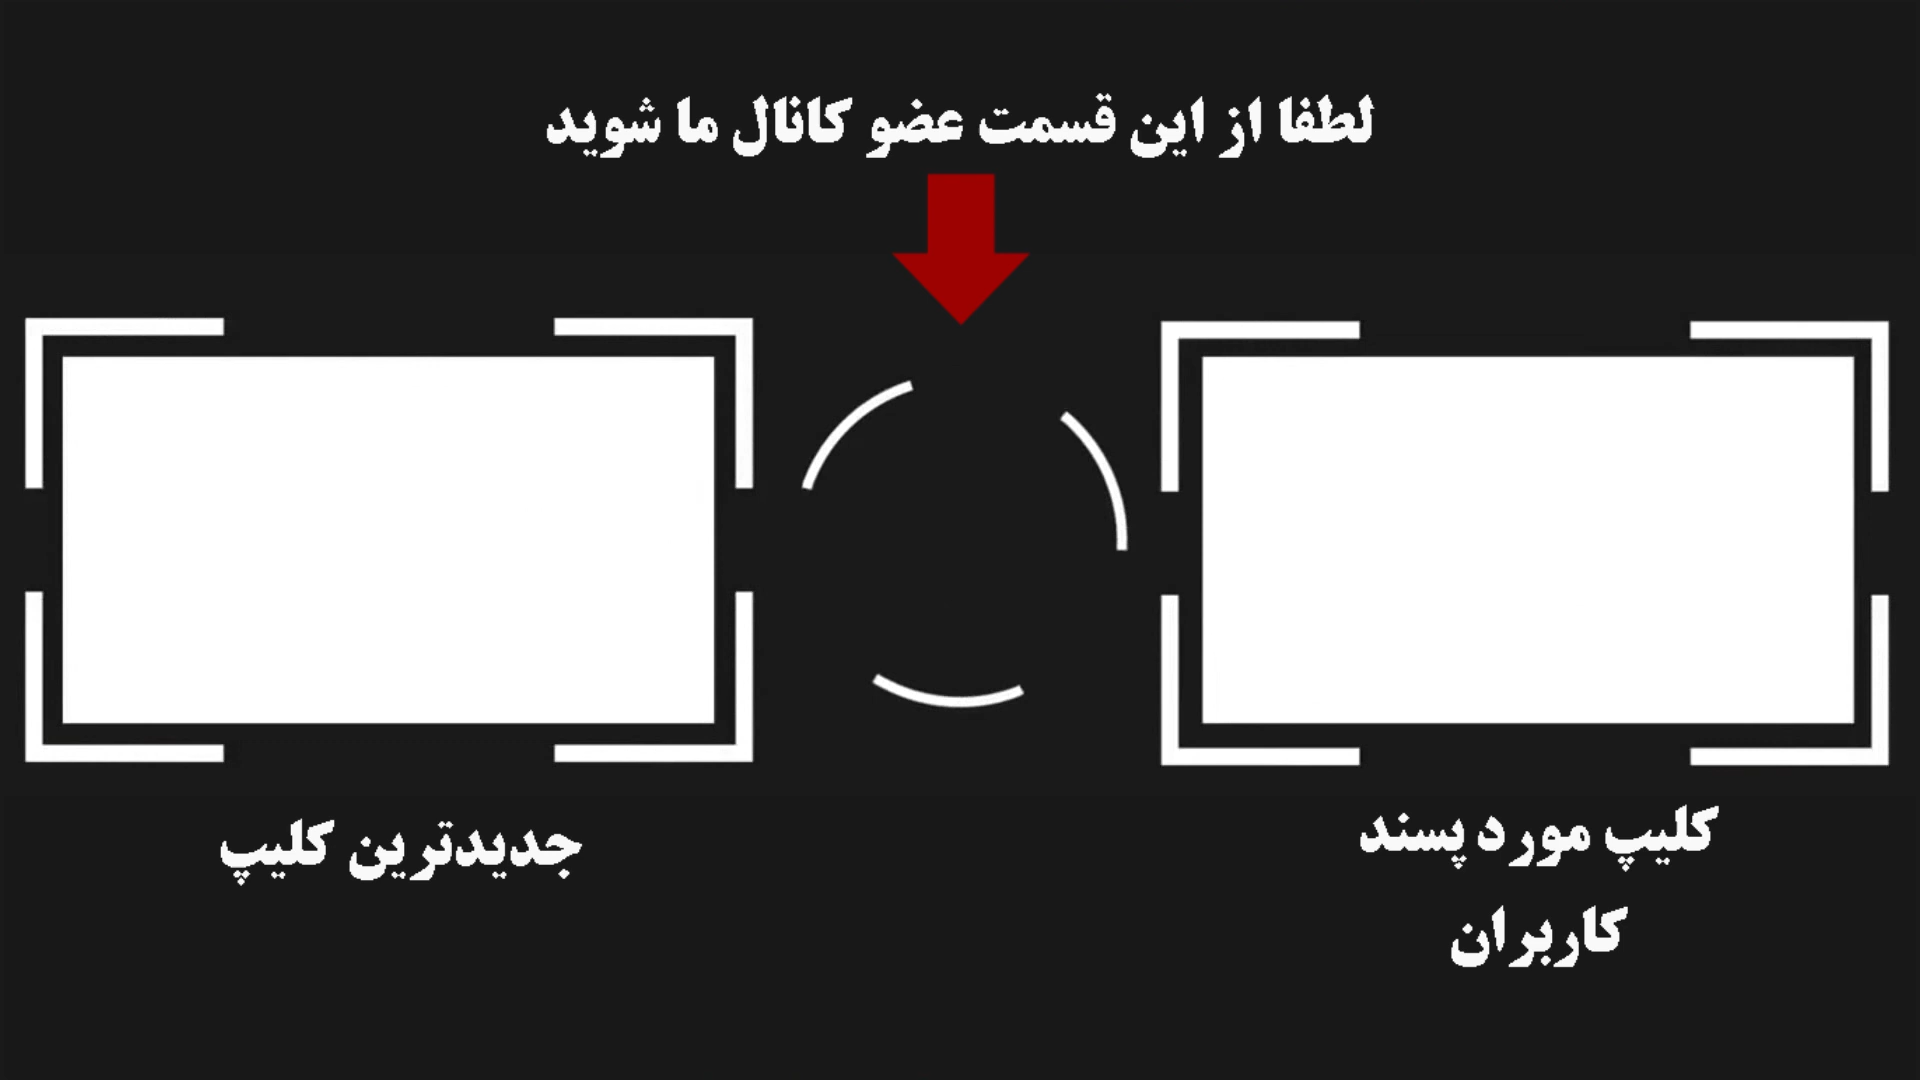 لطفا از این قسمت عضو کانال ما شوید
کلیپ مورد پسند
کاربران
جدیدترین کلیپ